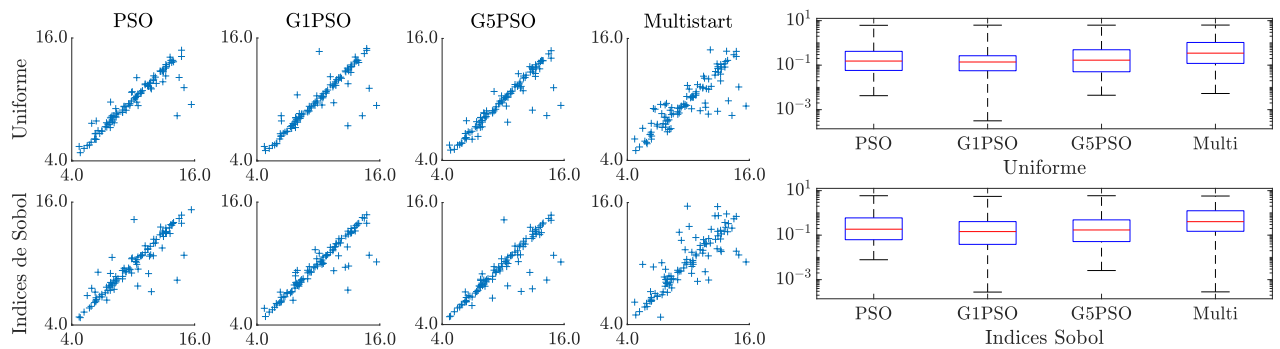 PSO G1PSO G5PSO Multistart
Uniforme
16.0 16.0 16.0 16.0
4.0 4.0 4.0 4.0
4.0 16.0 4.0 16.0 4.0 16.0 4.0 16.0
Indices de Sobol
16.0 16.0 16.0 16.0
4.0 4.0 4.0 4.0
4.0 16.0 4.0 16.0 4.0 16.0 4.0 16.0
10¹
10⁻¹
10⁻³
PSO G1PSO G5PSO Multi
Uniforme
10¹
10⁻¹
10⁻³
PSO G1PSO G5PSO Multi
Indices Sobol